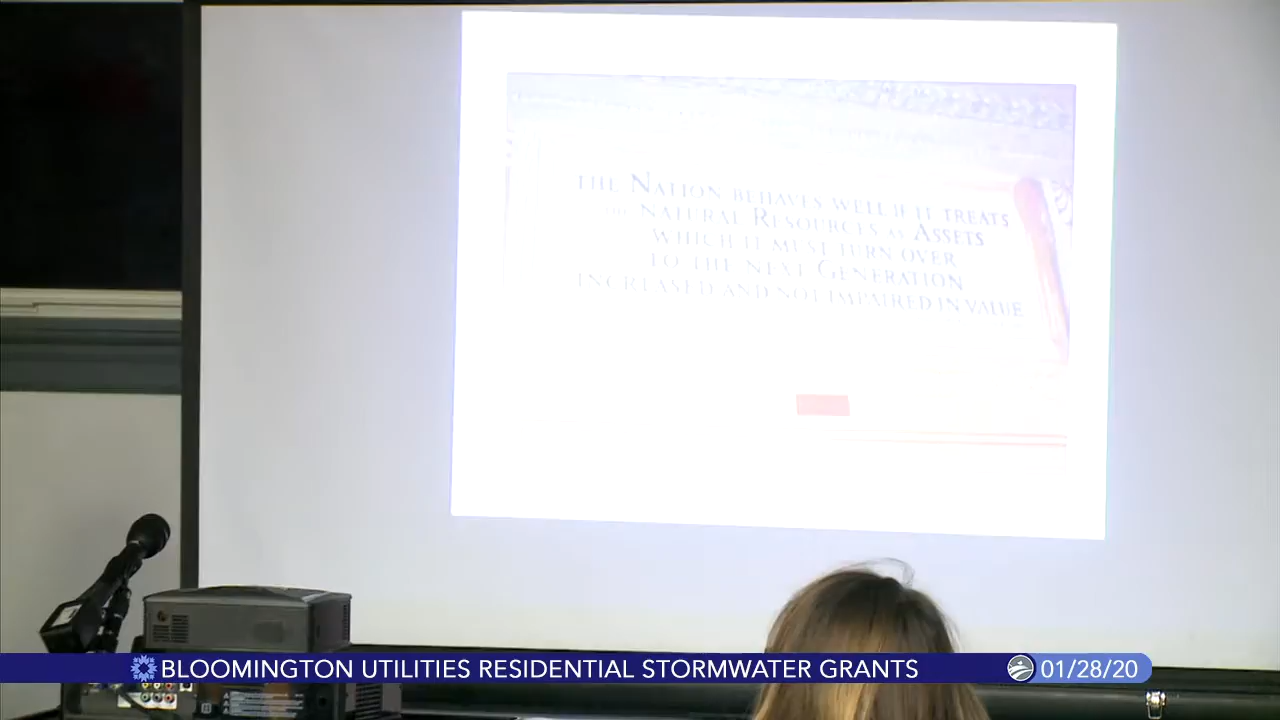 THE NATION BEHAVES WELL IF IT TREATS
THE NATURAL RESOURCES AS ASSETS
WHICH IT MUST TURN OVER
TO THE NEXT GENERATION
INCREASED AND NOT IMPAIRED IN VALUE
BLOOMINGTON UTILITIES RESIDENTIAL STORMWATER GRANTS
01/28/20